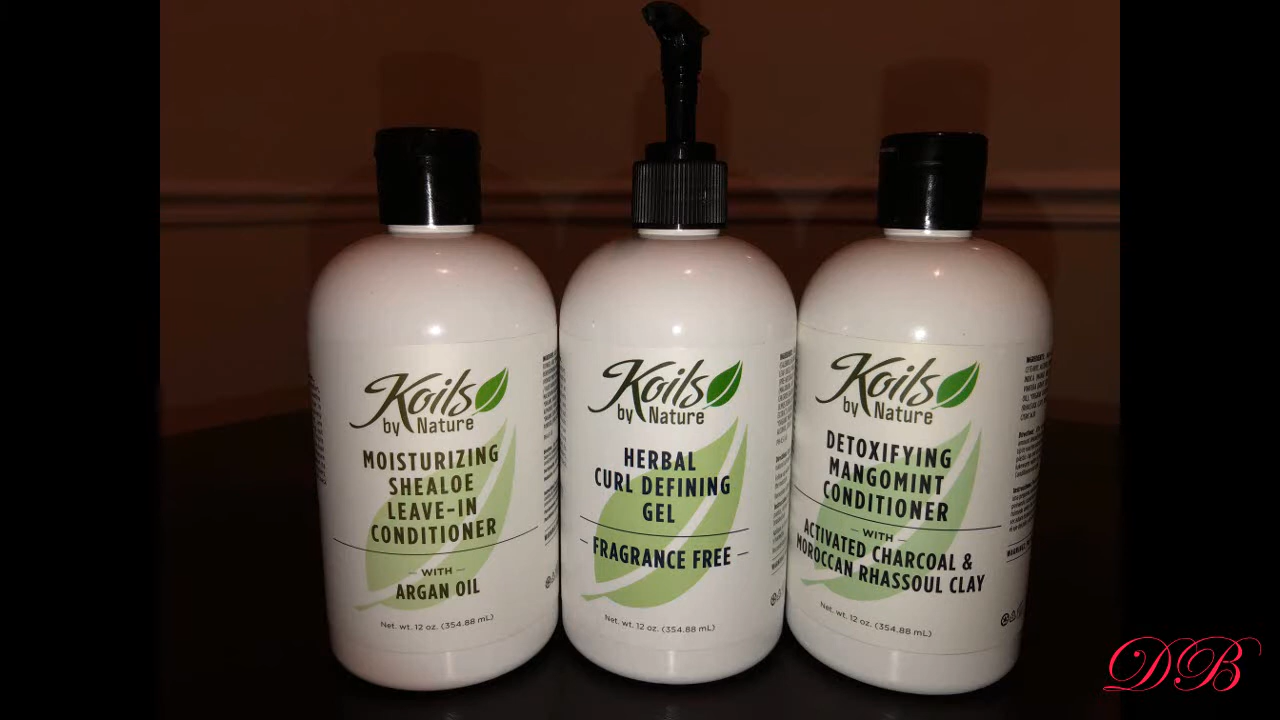 Koils
by Nature
MOISTURIZING
SHEALOE
LEAVE-IN
CONDITIONER
WITH
ARGAN OIL
Net. wt. 12 oz. (354.88 mL)
Koils
by Nature
HERBAL
CURL DEFINING
GEL
FRAGRANCE FREE
Net. wt. 12 oz. (354.88 mL)
Koils
by Nature
DETOXIFYING
MANGOMINT
CONDITIONER
WITH
ACTIVATED CHARCOAL &
MOROCCAN RHASSOUL CLAY
Net. wt. 12 oz. (354.88 mL)
DB